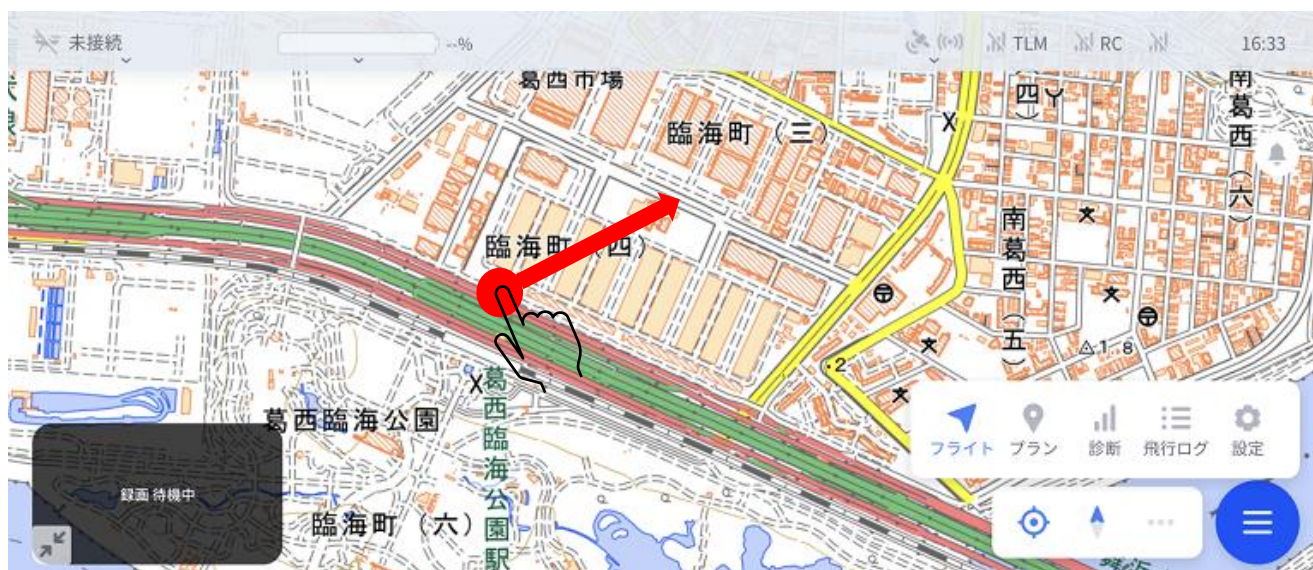 未接続
--%
TLM
RC
16:33
葛西市場
臨海町（三）
四）
南葛西（六）
臨海町（四）
南葛西（五）
2
1.8
葛西臨海公園
葛西臨海公園駅
臨海町（六）
録画 待機中
フライト
プラン
診断
飛行ログ
設定